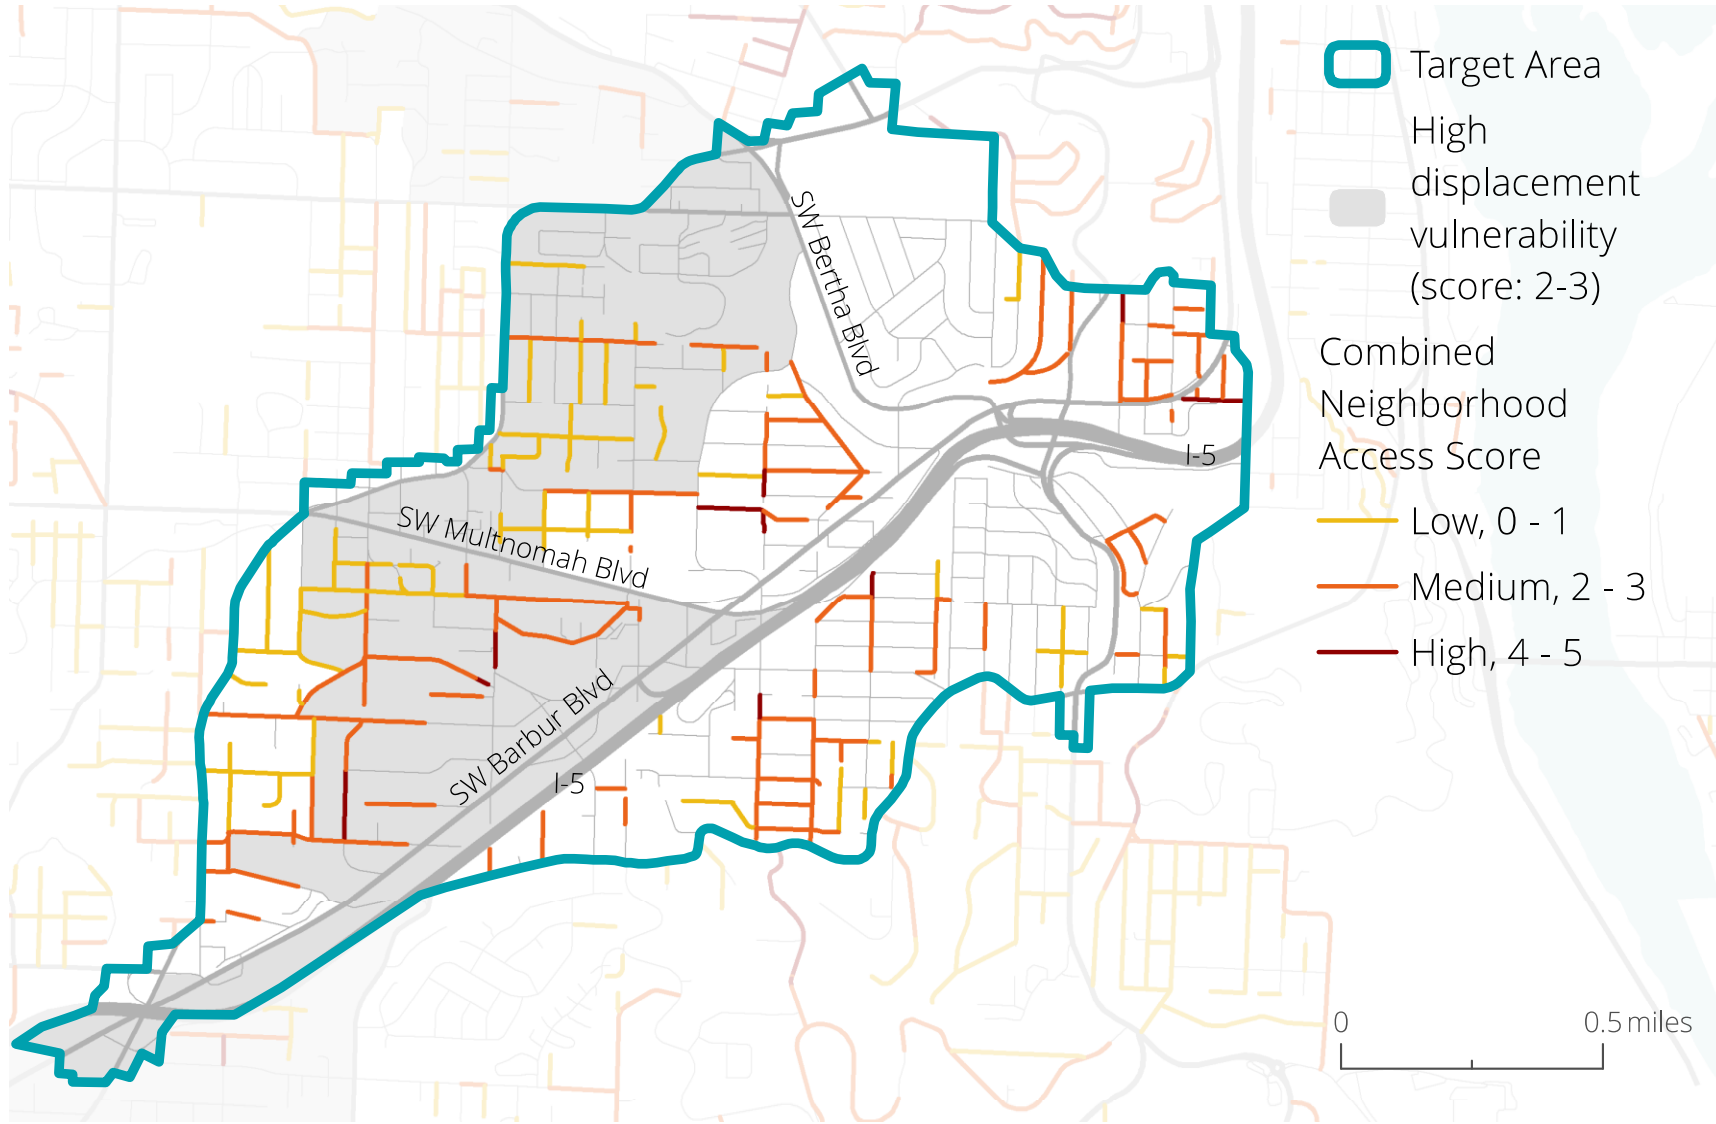 Target Area
High
displacement
vulnerability
(score: 2-3)
Combined
Neighborhood
Access Score
Low, 0 - 1
Medium, 2 - 3
High, 4 - 5
SW Bertha Blvd
I-5
SW Multnomah Blvd
SW Barbur Blvd
I-5
0
0.5 miles